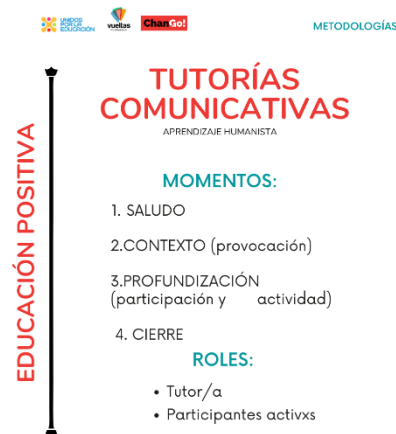 UNIDOS
POR LA
EDUCACIÓN
vueltas
ChanGo!
METODOLOGÍAS
EDUCACIÓN POSITIVA
TUTORÍAS
COMUNICATIVAS
APRENDIZAJE HUMANISTA
MOMENTOS:
1. SALUDO
2.CONTEXTO (provocación)
3.PROFUNDIZACIÓN
(participación y actividad)
4. CIERRE
ROLES:
• Tutor/a
• Participantes activxs